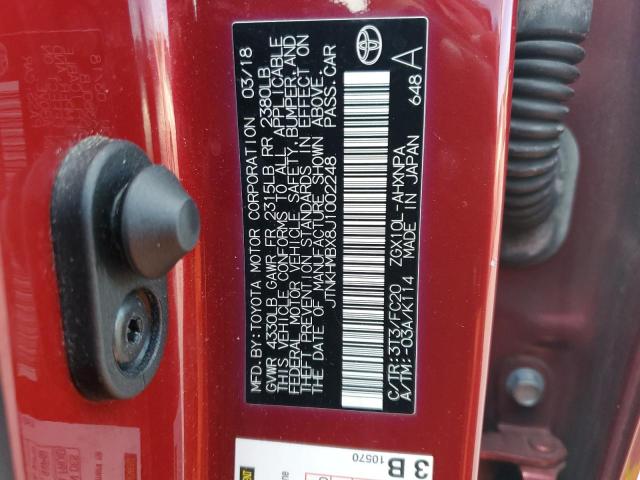 MFD.BY:TOYOTA MOTOR CORPORATION 03/18
GVWR 4330LB GAWR FR 2315LB RR 2380LB
THIS VEHICLE CONFORMS TO ALL APPLICABLE
FEDERAL MOTOR VEHICLE SAFETY, BUMPER, AND
THEFT PREVENTION STANDARDS IN EFFECT ON
THE DATE OF MANUFACTURE SHOWN ABOVE.
JTNKHMBX8J1002248 PASS.CAR
C/TR:3T3/FC20 ZGX10L-AHXNPA
A/TM:-03A/K114 MADE IN JAPAN
648 A
3 B
10570